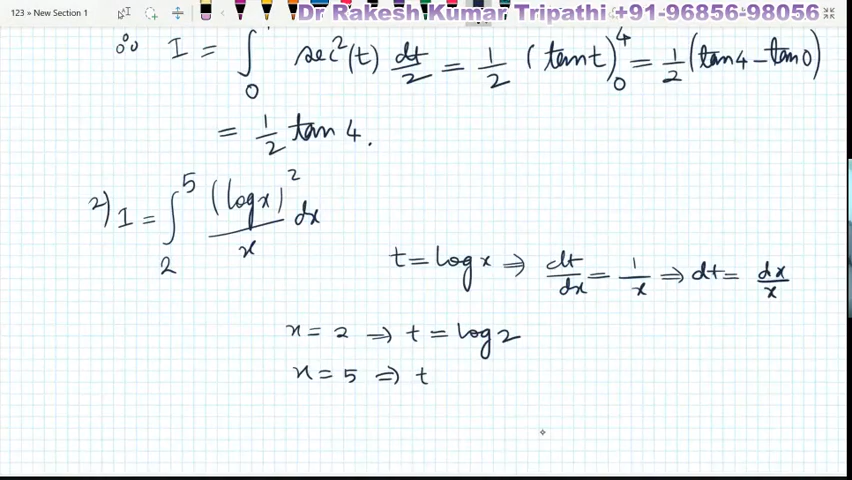 123 » New Section 1
Dr Rakesh Kumar Tripathi +91-96856-98056
∴ I = ∫₀⁴ sec²(t) dt/2 = 1/2 (tan t)₀⁴ = 1/2 (tan 4 − tan 0)
= 1/2 tan 4.
2) I = ∫₂⁵ (log x)²/x dx
t = log x ⇒ dt/dx = 1/x ⇒ dt = dx/x
x = 2 ⇒ t = log 2
x = 5 ⇒ t